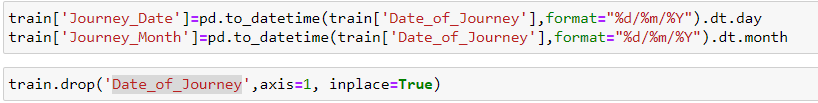 train['Journey_Date']=pd.to_datetime(train['Date_of_Journey'],format="%d/%m/%Y").dt.day
train['Journey_Month']=pd.to_datetime(train['Date_of_Journey'],format="%d/%m/%Y").dt.month
train.drop('Date_of_Journey',axis=1, inplace=True)